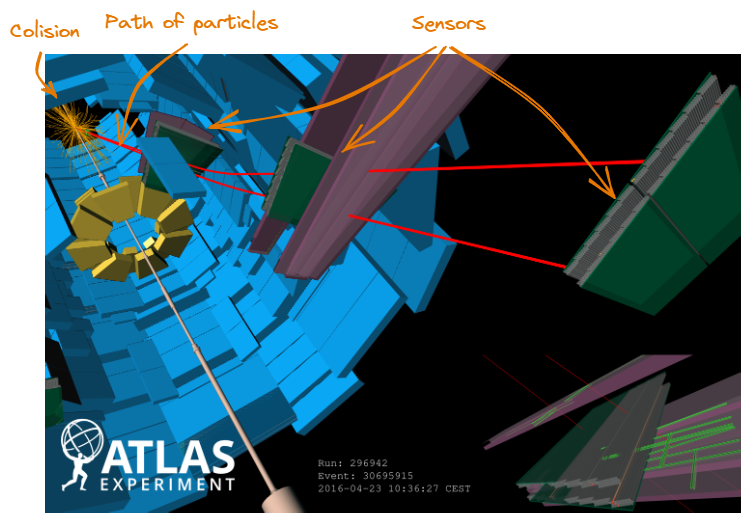 Colision
Path of particles
Sensors
ATLAS
EXPERIMENT
Run: 296942
Event: 30695915
2016-04-23 10:36:27 CEST